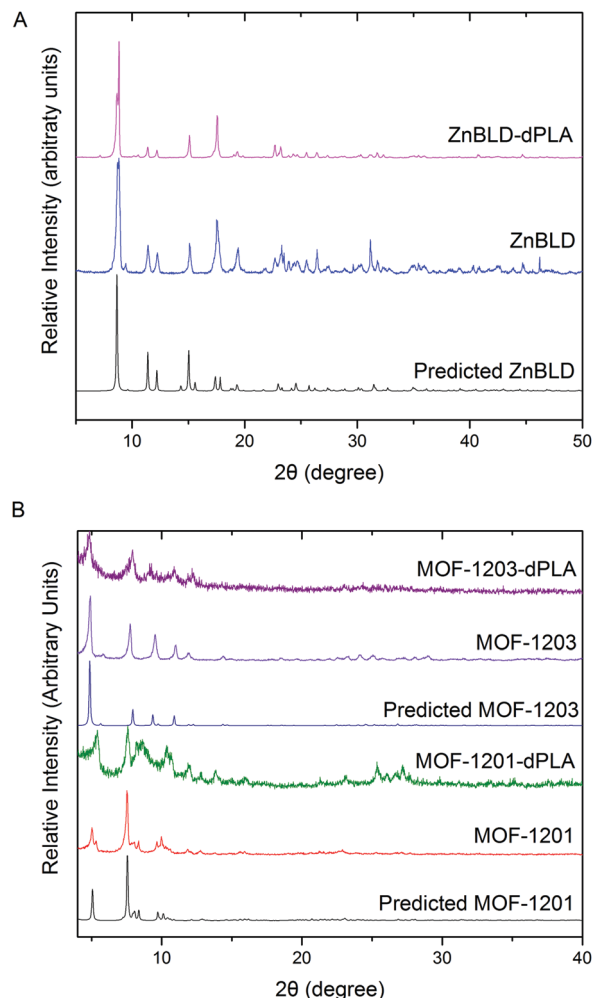 A
Relative Intensity (arbitraty units)
ZnBLD-dPLA
ZnBLD
Predicted ZnBLD
10 20 30 40 50
2θ (degree)
B
Relative Intensity (Arbitrary Units)
MOF-1203-dPLA
MOF-1203
Predicted MOF-1203
MOF-1201-dPLA
MOF-1201
Predicted MOF-1201
10 20 30 40
2θ (degree)